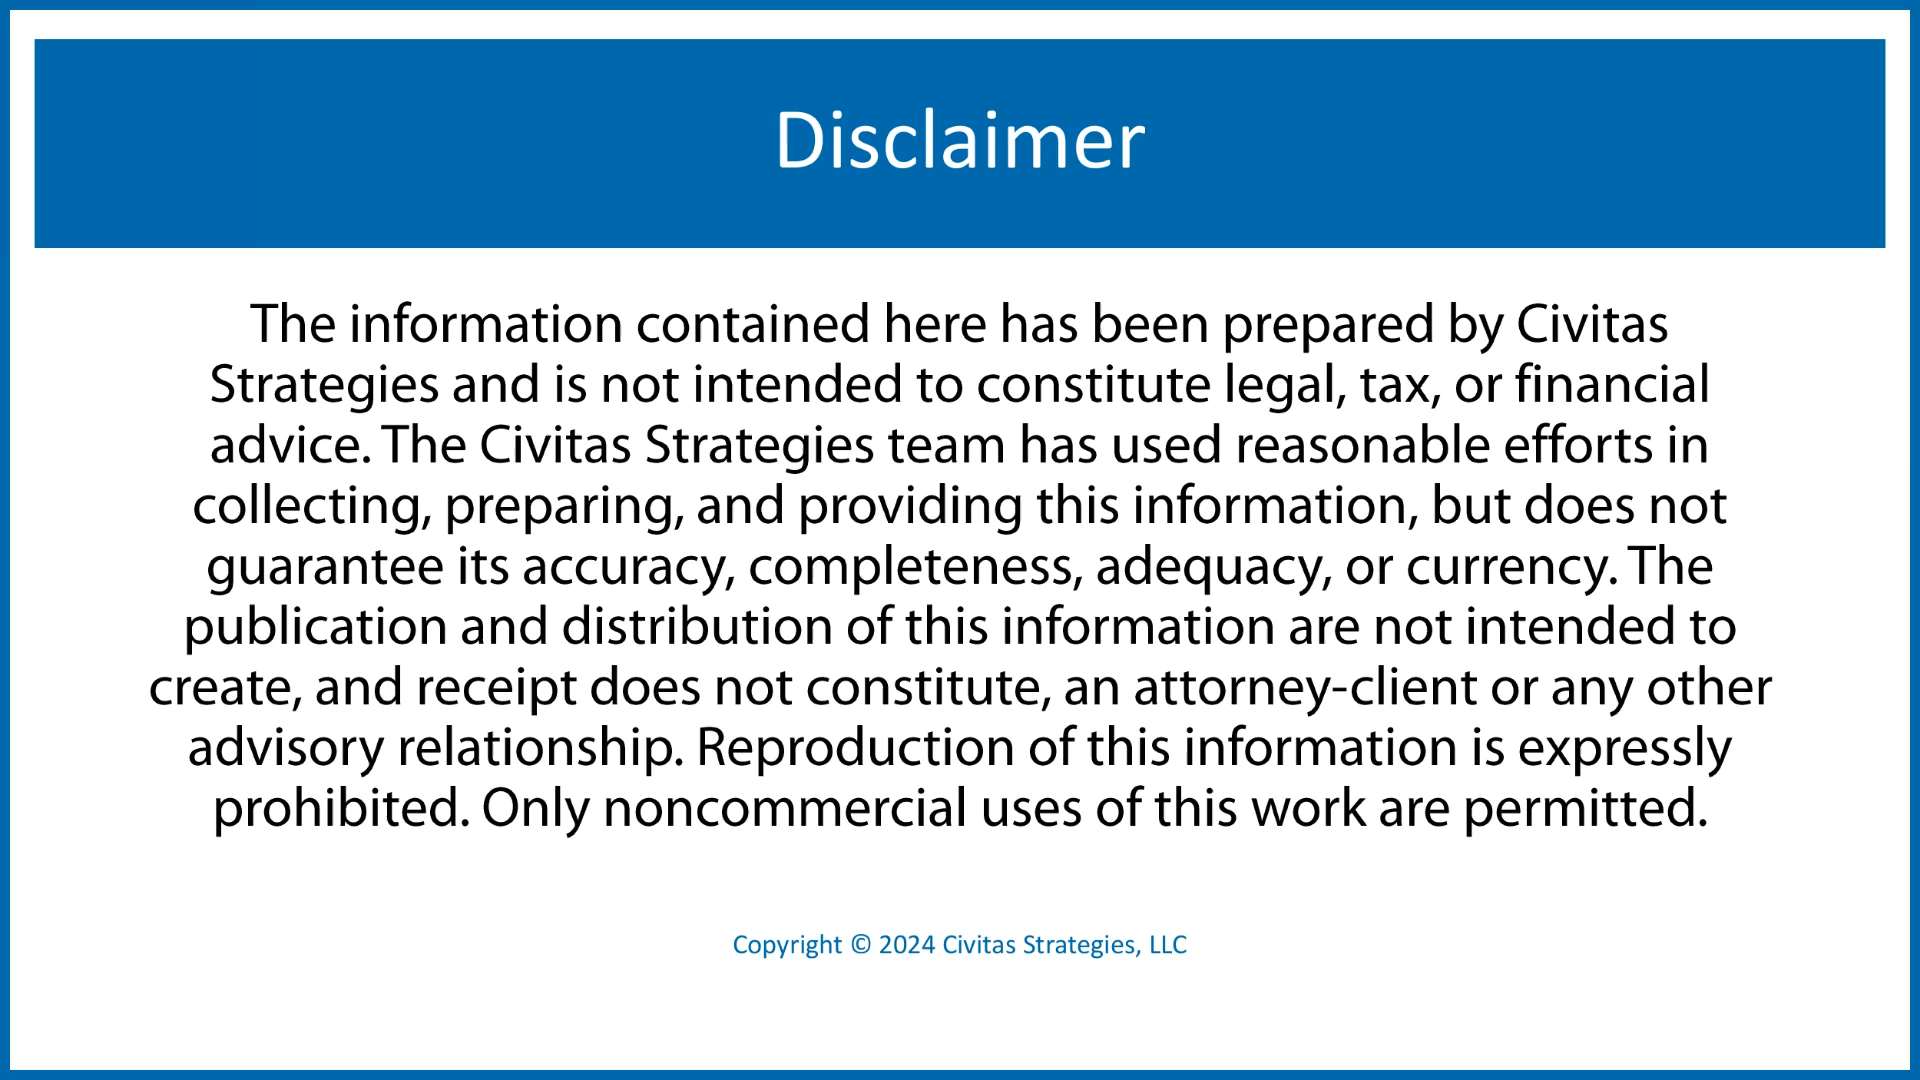 Disclaimer
The information contained here has been prepared by Civitas
Strategies and is not intended to constitute legal, tax, or financial
advice. The Civitas Strategies team has used reasonable efforts in
collecting, preparing, and providing this information, but does not
guarantee its accuracy, completeness, adequacy, or currency. The
publication and distribution of this information are not intended to
create, and receipt does not constitute, an attorney-client or any other
advisory relationship. Reproduction of this information is expressly
prohibited. Only noncommercial uses of this work are permitted.
Copyright © 2024 Civitas Strategies, LLC